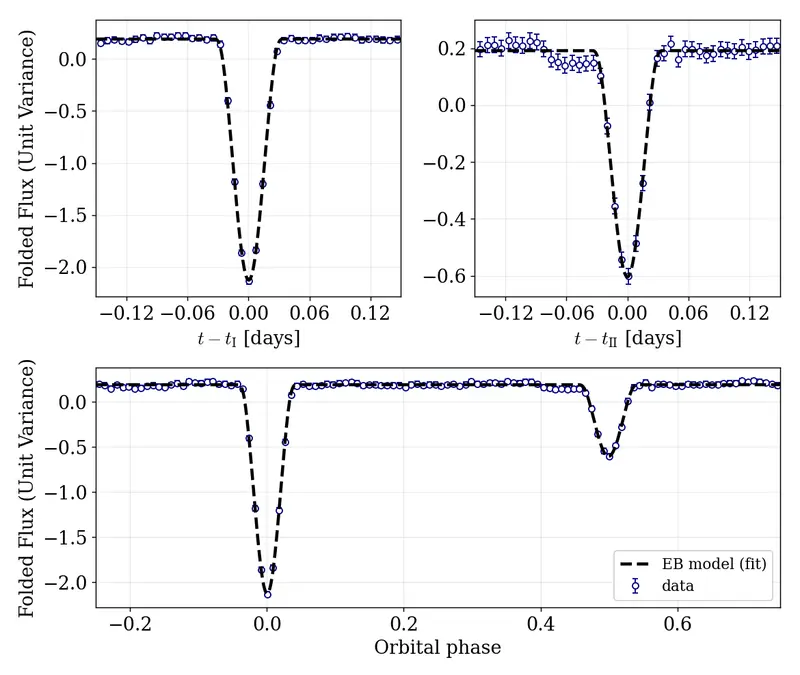 Folded Flux (Unit Variance)
0.0
−0.5
−1.0
−1.5
−2.0
−0.12 −0.06 0.00 0.06 0.12
t − tI [days]
0.2
0.0
−0.2
−0.4
−0.6
−0.12 −0.06 0.00 0.06 0.12
t − tII [days]
Folded Flux (Unit Variance)
0.0
−0.5
−1.0
−1.5
−2.0
EB model (fit)
data
−0.2 0.0 0.2 0.4 0.6
Orbital phase